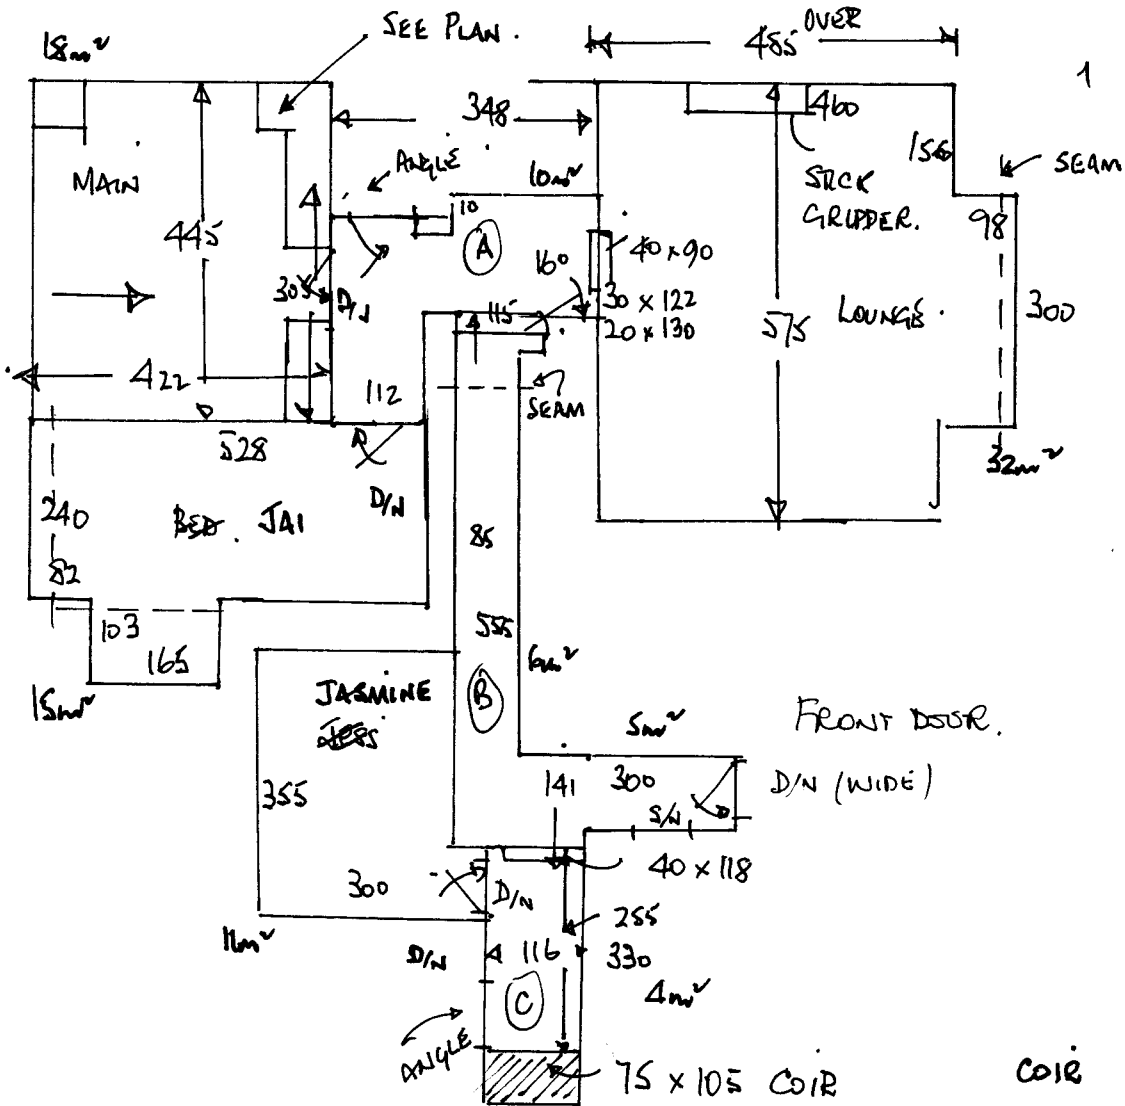 18m²
SEE PLAN.
OVER
485
1
348
460
ANGLE
156
SEAM
MAIN
10m²
10
GRIPPER.
98
A
445
40 x 90
160
305
D/N
115
30 x 122
20 x 130
575
LOUNGE.
300
422
112
SEAM
528
32m²
240
BED. JAI
D/N
85
82
103
555
165
6m²
JASMINE
B
15m²
5m²
FRONT DOOR.
355
141
300
D/N (WIDE)
S/N
40 x 118
300
D/N
255
11m²
D/N
116
330
C
4m²
ANGLE
75 x 105 COIR
COIR